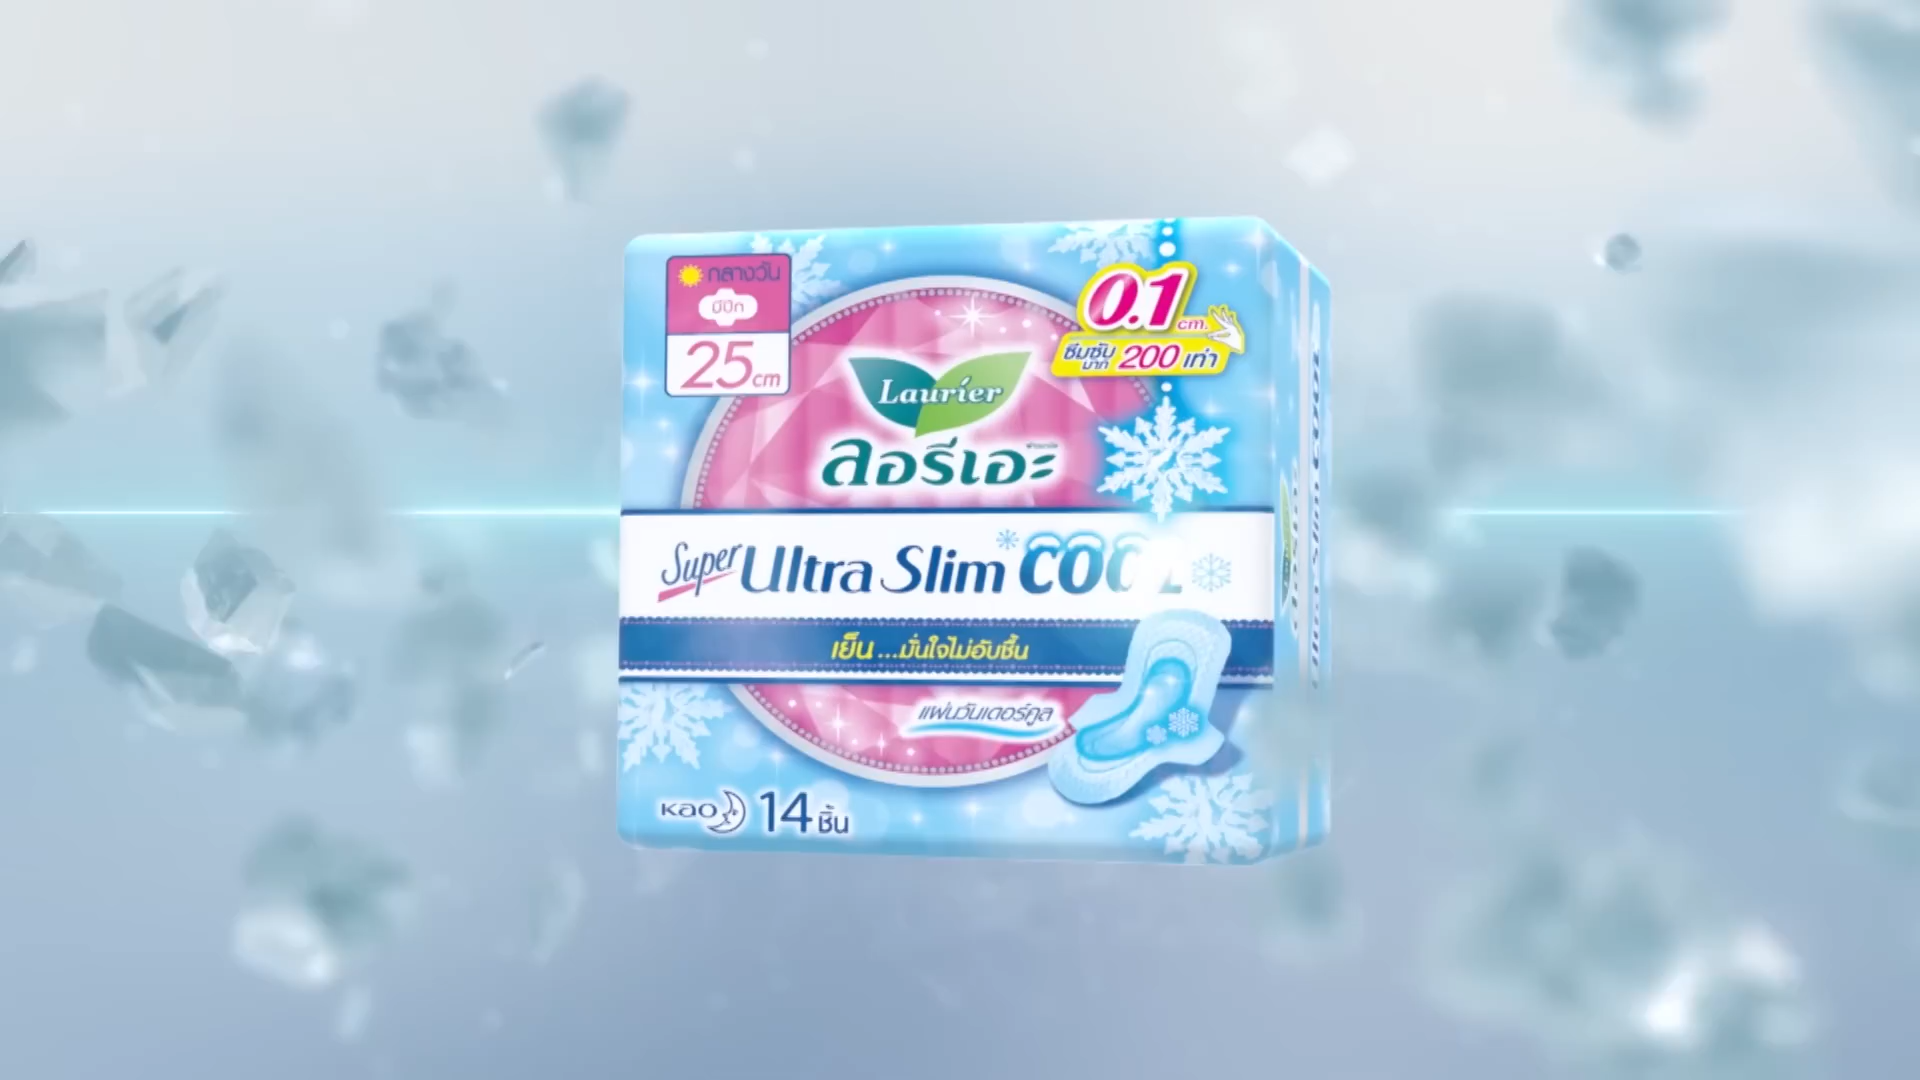 กลางวัน
มีปีก
25cm
0.1 cm.
ซึมซับมาก 200 เท่า
Laurier
ลอรีเอะ
Super Ultra Slim COOL
เย็น...มั่นใจไม่อับชื้น
แผ่นวันเดอร์คูล
Kao 14 ชิ้น